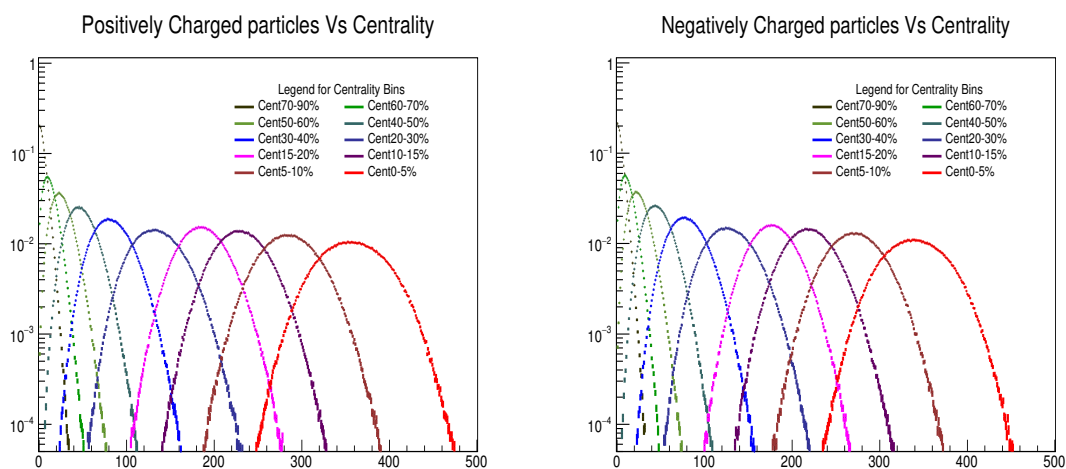 Positively Charged particles Vs Centrality
1
10−1
10−2
10−3
10−4
Legend for Centrality Bins
Cent70-90% Cent60-70%
Cent50-60% Cent40-50%
Cent30-40% Cent20-30%
Cent15-20% Cent10-15%
Cent5-10% Cent0-5%
0 100 200 300 400 500
Negatively Charged particles Vs Centrality
1
10−1
10−2
10−3
10−4
Legend for Centrality Bins
Cent70-90% Cent60-70%
Cent50-60% Cent40-50%
Cent30-40% Cent20-30%
Cent15-20% Cent10-15%
Cent5-10% Cent0-5%
0 100 200 300 400 500